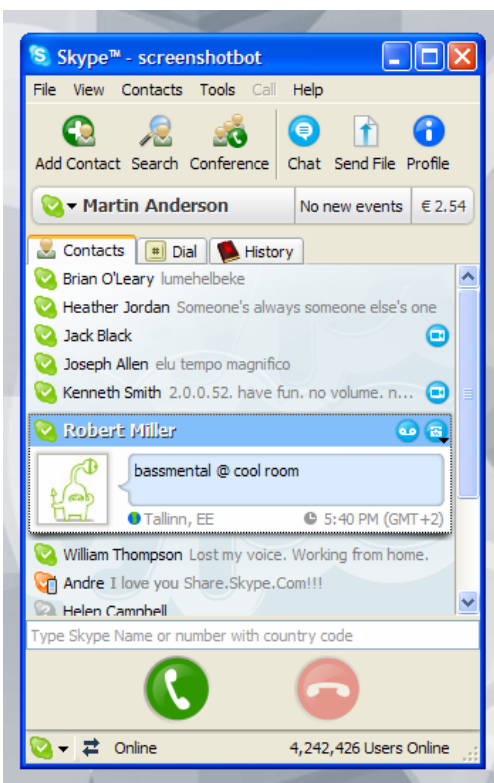 Skype™ - screenshotbot
File View Contacts Tools Call Help
Add Contact Search Conference Chat Send File Profile
Martin Anderson No new events € 2.54
Contacts # Dial History
Brian O'Leary lumehelbeke
Heather Jordan Someone's always someone else's one
Jack Black
Joseph Allen elu tempo magnifico
Kenneth Smith 2.0.0.52. have fun. no volume. n...
Robert Miller
bassmental @ cool room
Tallinn, EE 5:40 PM (GMT+2)
William Thompson Lost my voice. Working from home.
Andre I love you Share.Skype.Com!!!
Helen Campbell
Type Skype Name or number with country code
Online 4,242,426 Users Online